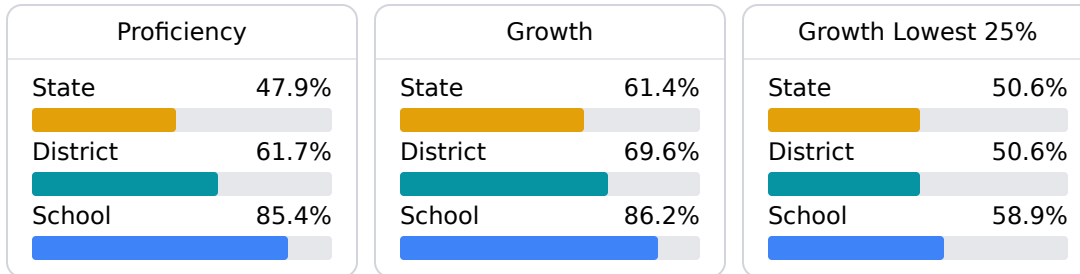 Proficiency
State 47.9%
District 61.7%
School 85.4%
Growth
State 61.4%
District 69.6%
School 86.2%
Growth Lowest 25%
State 50.6%
District 50.6%
School 58.9%